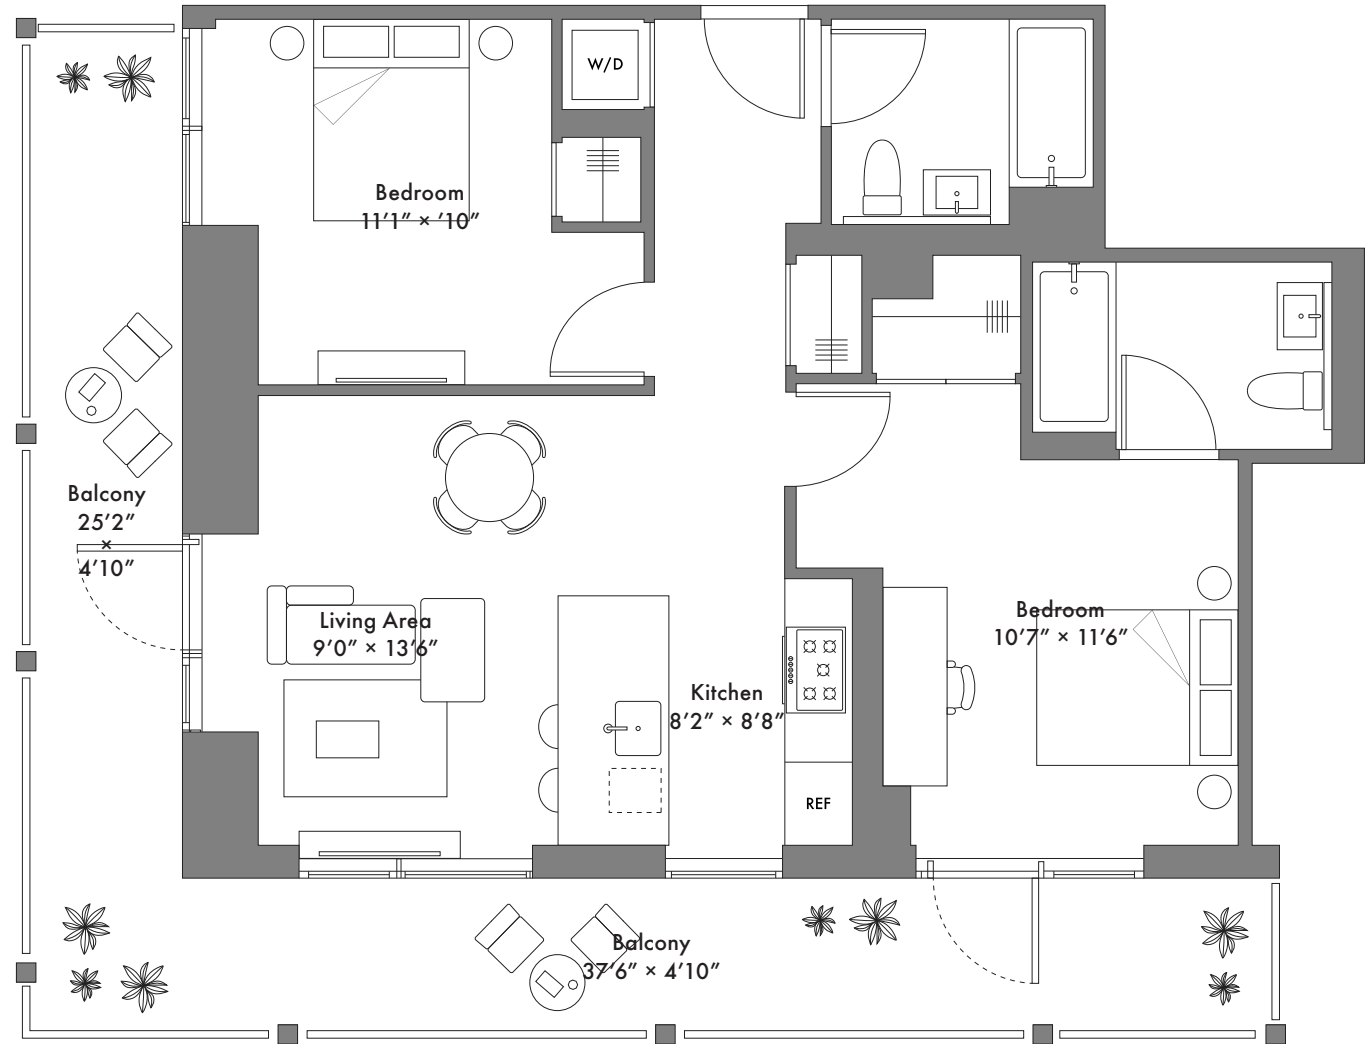 W/D
Bedroom
11’1” × ’10”
Balcony
25’2”
×
4’10”
Living Area
9’0” × 13’6”
Kitchen
8’2” × 8’8”
Bedroom
10’7” × 11’6”
REF
Balcony
37’6” × 4’10”